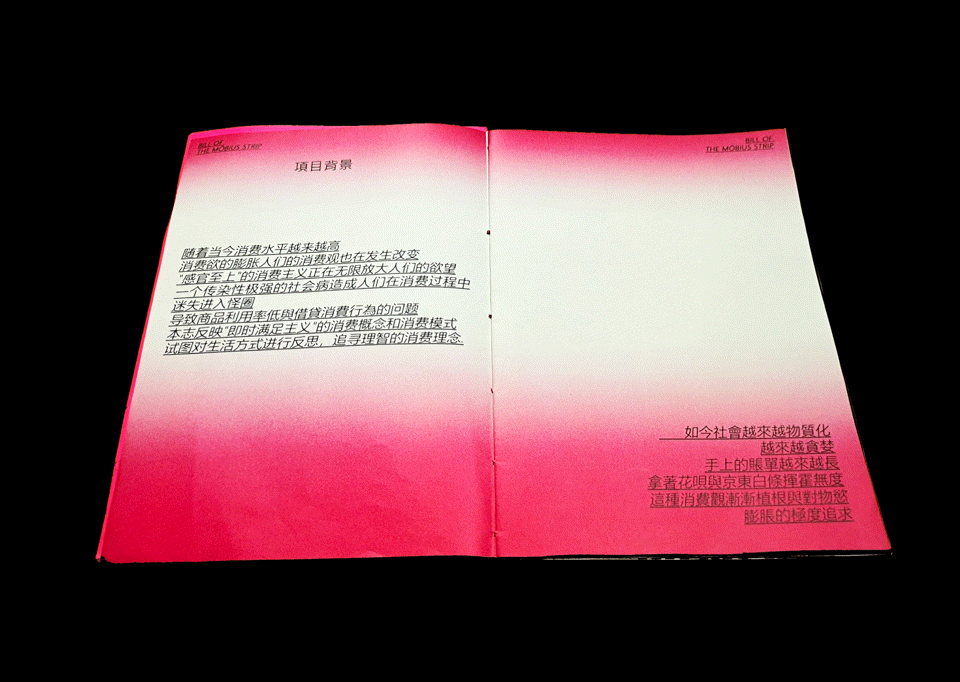 BILL OF
THE MÖBIUS STRIP
項目背景
随着当今消费水平越来越高
消费欲的膨胀人们的消费观也在发生改变
"感官至上"的消费主义正在无限放大人们的欲望
一个传染性极强的社会病造成人们在消费过程中
迷失进入怪圈
导致商品利用率低與借貸消費行為的问题
本志反映"即时满足主义"的消费概念和消费模式
试图对生活方式进行反思，追寻理智的消费理念.
BILL OF
THE MÖBIUS STRIP
如今社會越來越物質化
越來越貪婪
手上的賬單越來越長
拿著花唄與京東白條揮霍無度
這種消費觀漸漸植根與對物慾
膨脹的極度追求